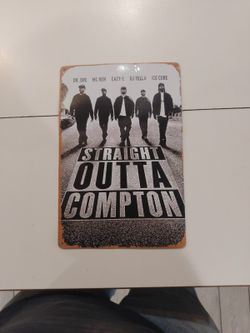 DR. DRE MC REN EAZY-E DJ YELLA ICE CUBE
STRAIGHT
OUTTA
COMPTON